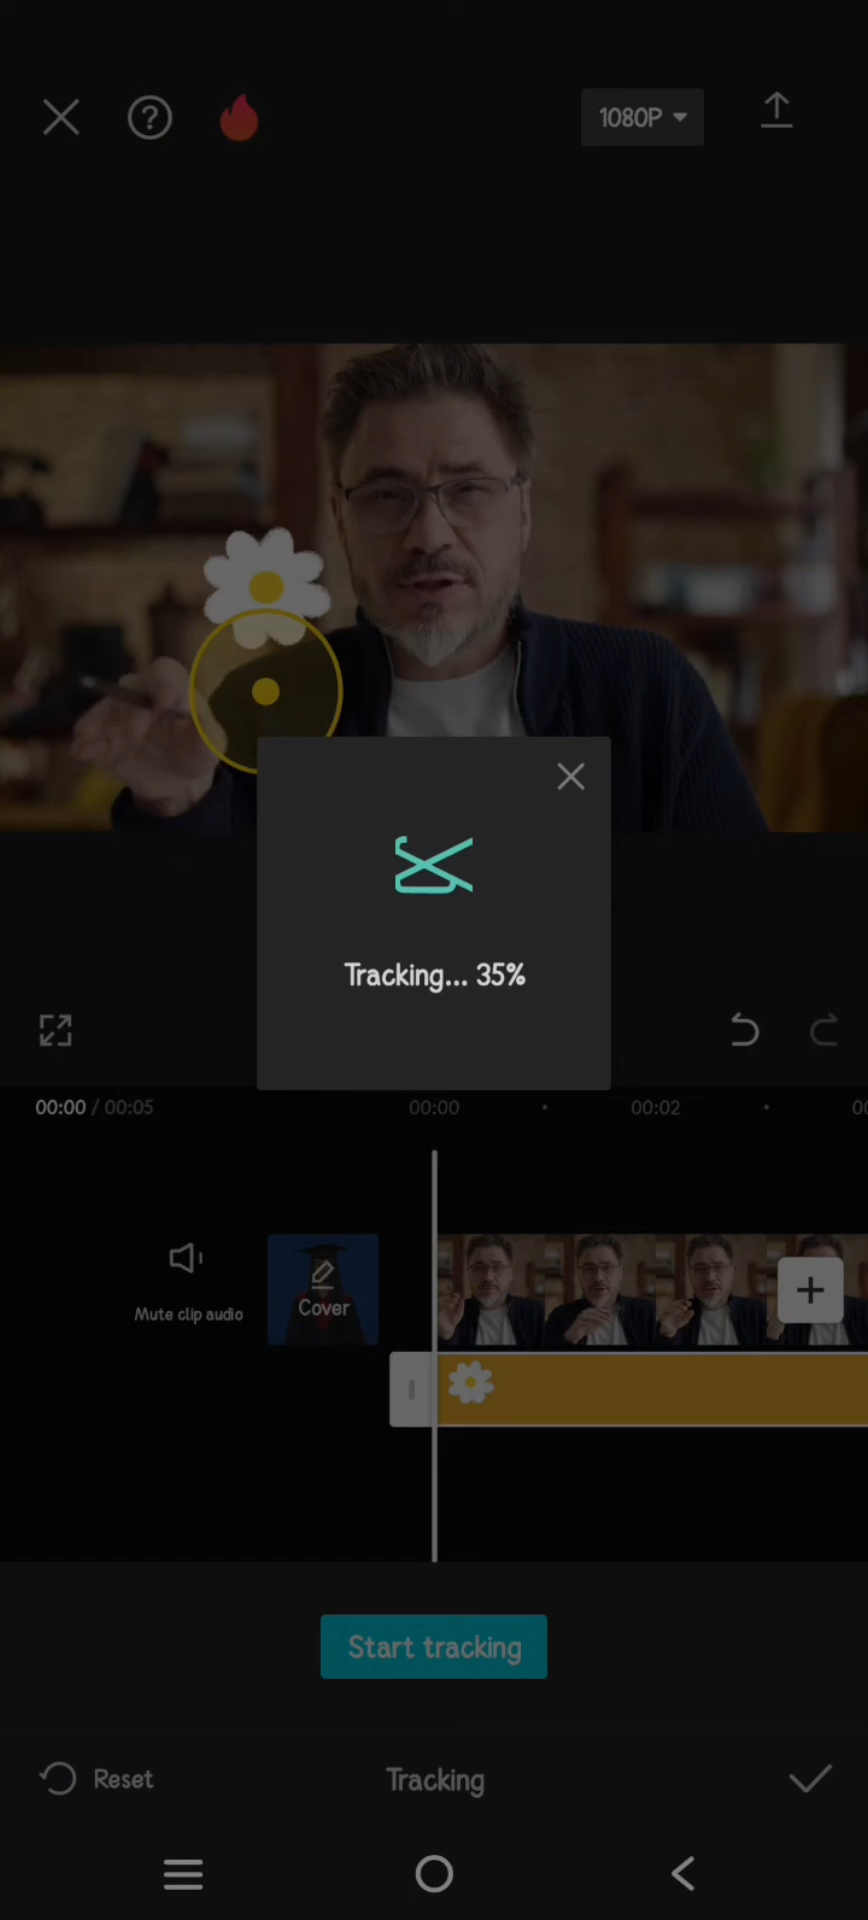 1080P
Tracking... 35%
00:00 / 00:05
00:00
00:02
Mute clip audio
Cover
Start tracking
Reset
Tracking